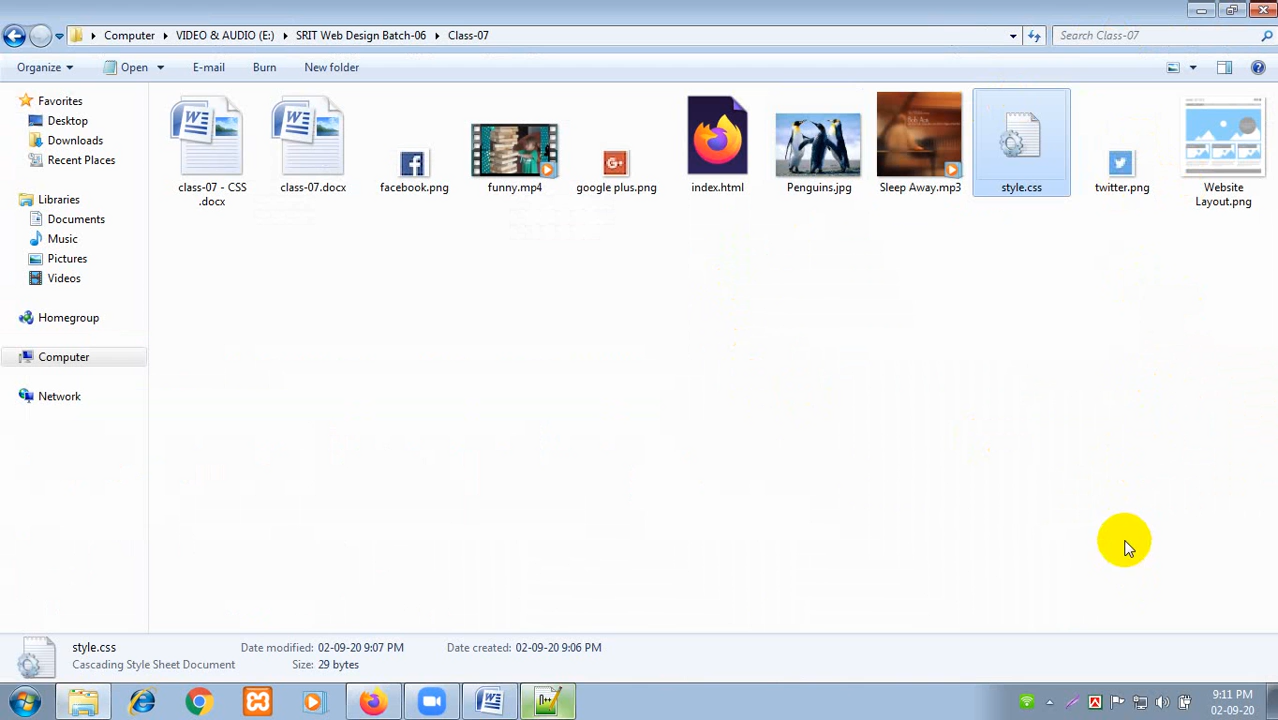 Computer VIDEO & AUDIO (E:) SRIT Web Design Batch-06 Class-07 Search Class-07
Organize Open E-mail Burn New folder
Favorites
Desktop
Downloads
Recent Places
Libraries
Documents
Music
Pictures
Videos
Homegroup
Computer
Network
class-07 - CSS
.docx
class-07.docx
facebook.png
funny.mp4
google plus.png
index.html
Penguins.jpg
Sleep Away.mp3
style.css
twitter.png
Website
Layout.png
style.css Date modified: 02-09-20 9:07 PM Date created: 02-09-20 9:06 PM
Cascading Style Sheet Document Size: 29 bytes
9:11 PM
02-09-20